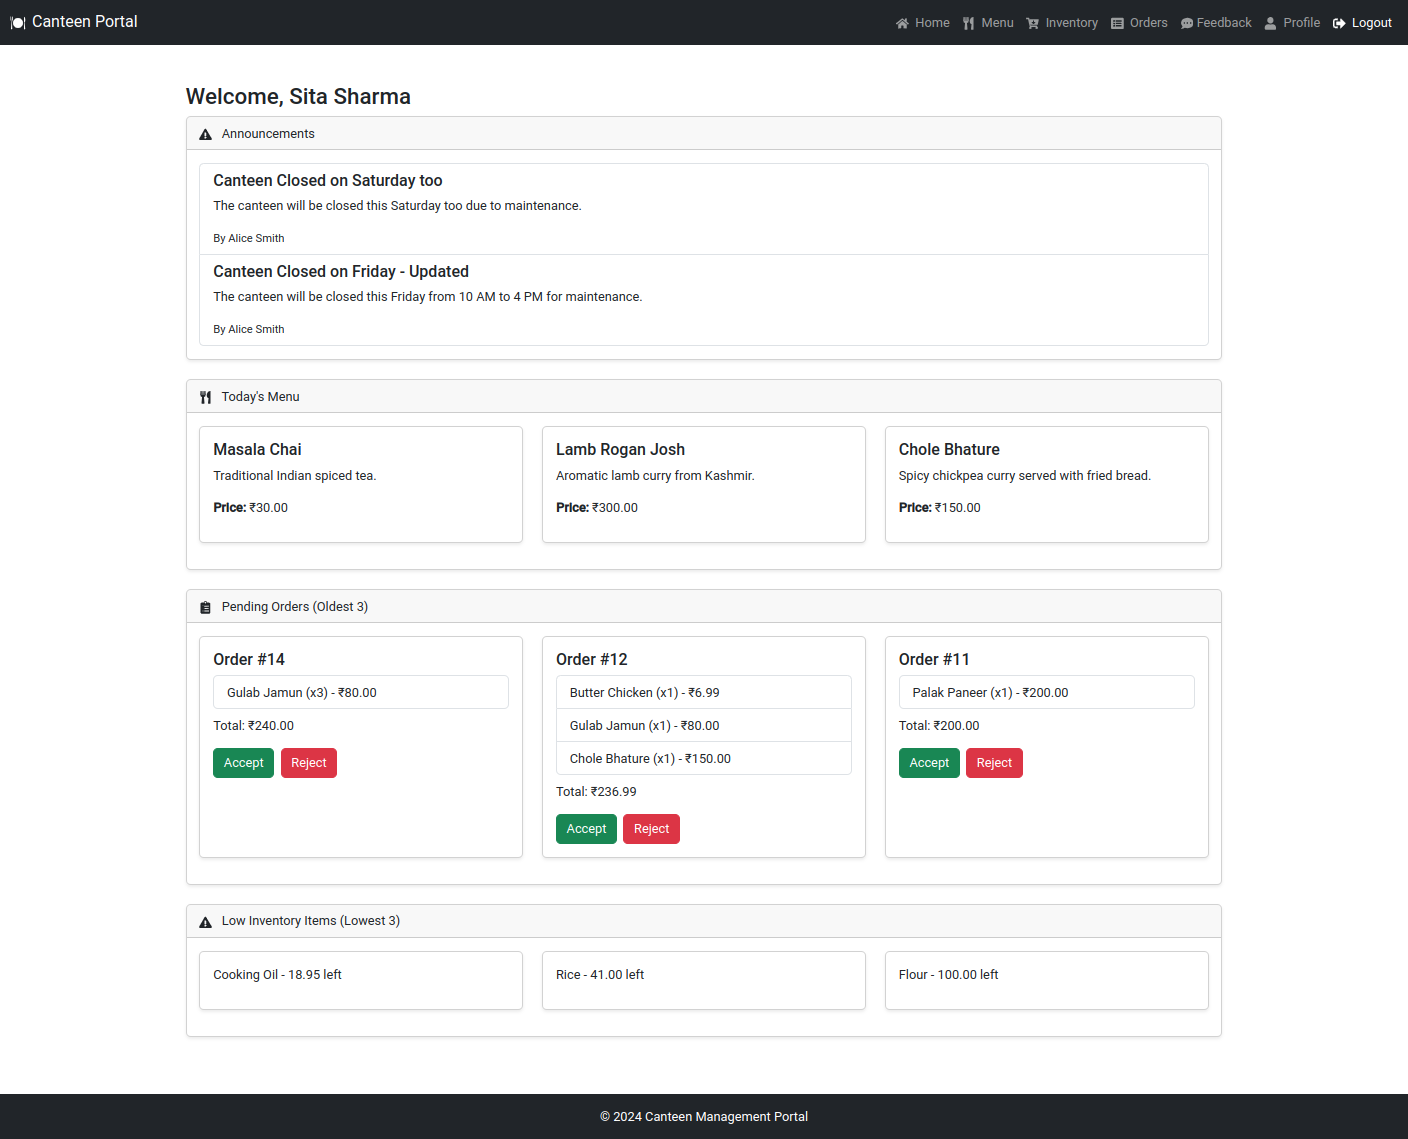 Canteen Portal
Home Menu Inventory Orders Feedback Profile Logout
Welcome, Sita Sharma
Announcements
Canteen Closed on Saturday too
The canteen will be closed this Saturday too due to maintenance.
By Alice Smith
Canteen Closed on Friday - Updated
The canteen will be closed this Friday from 10 AM to 4 PM for maintenance.
By Alice Smith
Today's Menu
Masala Chai
Traditional Indian spiced tea.
Price: ₹30.00
Lamb Rogan Josh
Aromatic lamb curry from Kashmir.
Price: ₹300.00
Chole Bhature
Spicy chickpea curry served with fried bread.
Price: ₹150.00
Pending Orders (Oldest 3)
Order #14
Gulab Jamun (x3) - ₹80.00
Total: ₹240.00
Accept Reject
Order #12
Butter Chicken (x1) - ₹6.99
Gulab Jamun (x1) - ₹80.00
Chole Bhature (x1) - ₹150.00
Total: ₹236.99
Accept Reject
Order #11
Palak Paneer (x1) - ₹200.00
Total: ₹200.00
Accept Reject
Low Inventory Items (Lowest 3)
Cooking Oil - 18.95 left
Rice - 41.00 left
Flour - 100.00 left
© 2024 Canteen Management Portal